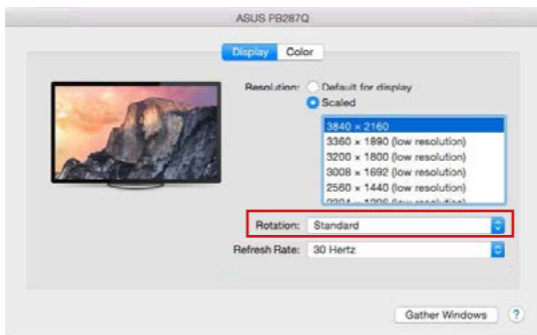 ASUS PB287Q
Display Color
Resolution: Default for display
Scaled
3840 × 2160
3360 × 1890 (low resolution)
3200 × 1800 (low resolution)
3008 × 1692 (low resolution)
2560 × 1440 (low resolution)
Rotation: Standard
Refresh Rate: 30 Hertz
Gather Windows ?